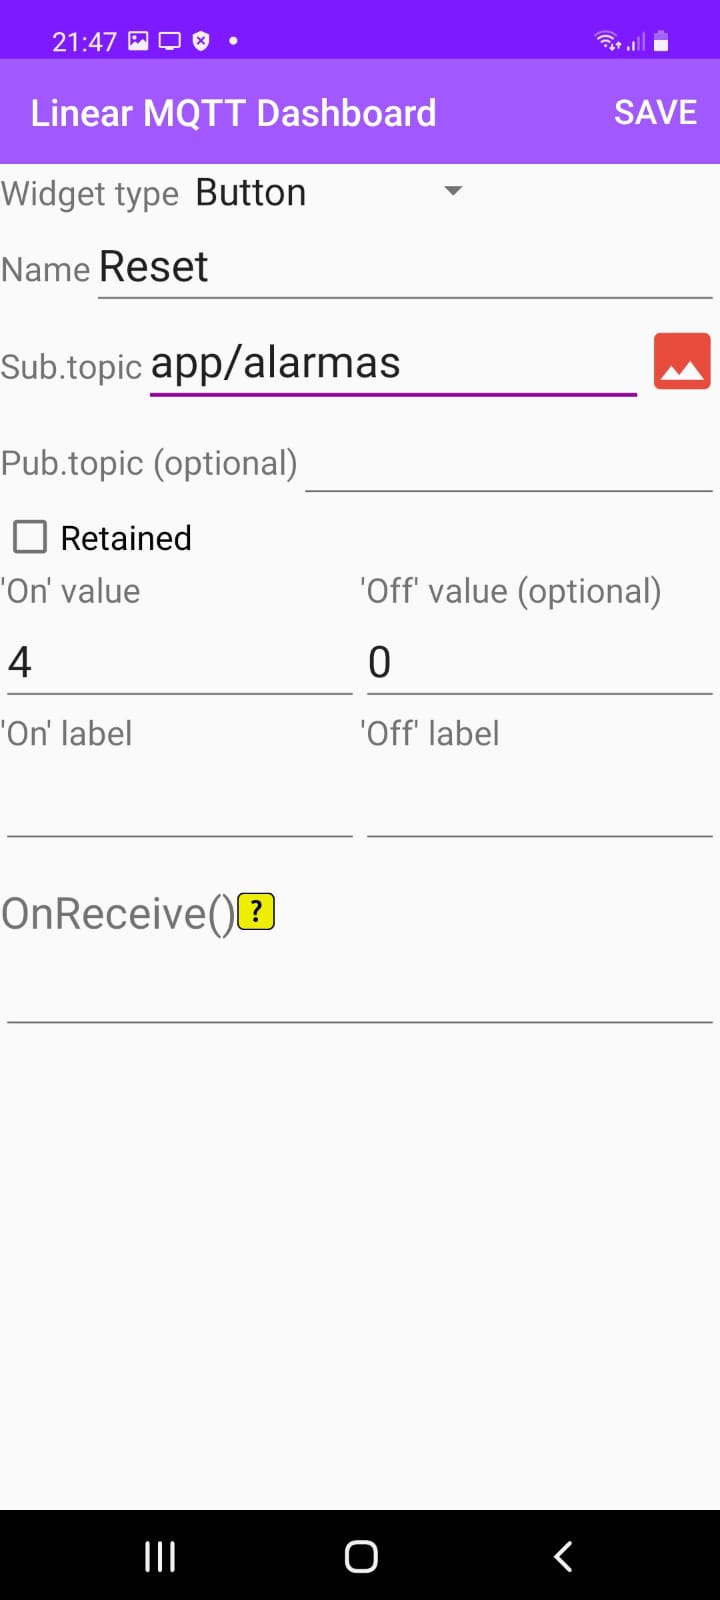 21:47
Linear MQTT Dashboard SAVE
Widget type Button
Name Reset
Sub.topic app/alarmas
Pub.topic (optional)
Retained
'On' value 'Off' value (optional)
4 0
'On' label 'Off' label
OnReceive() ?